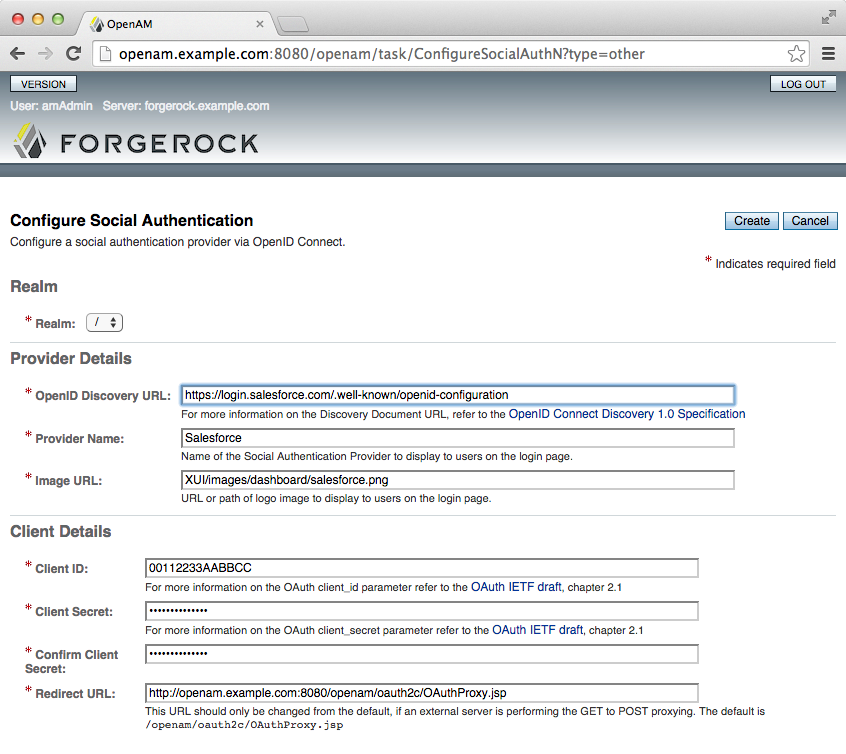 OpenAM
openam.example.com:8080/openam/task/ConfigureSocialAuthN?type=other
VERSION
LOG OUT
User: amAdmin Server: forgerock.example.com
FORGEROCK
Configure Social Authentication
Create Cancel
Configure a social authentication provider via OpenID Connect.
* Indicates required field
Realm
* Realm: /
Provider Details
* OpenID Discovery URL: https://login.salesforce.com/.well-known/openid-configuration
For more information on the Discovery Document URL, refer to the OpenID Connect Discovery 1.0 Specification
* Provider Name: Salesforce
Name of the Social Authentication Provider to display to users on the login page.
* Image URL: XUI/images/dashboard/salesforce.png
URL or path of logo image to display to users on the login page.
Client Details
* Client ID: 00112233AABBCC
For more information on the OAuth client_id parameter refer to the OAuth IETF draft, chapter 2.1
* Client Secret: ••••••••••••••
For more information on the OAuth client_secret parameter refer to the OAuth IETF draft, chapter 2.1
* Confirm Client ••••••••••••••
Secret:
* Redirect URL: http://openam.example.com:8080/openam/oauth2c/OAuthProxy.jsp
This URL should only be changed from the default, if an external server is performing the GET to POST proxying. The default is
/openam/oauth2c/OAuthProxy.jsp